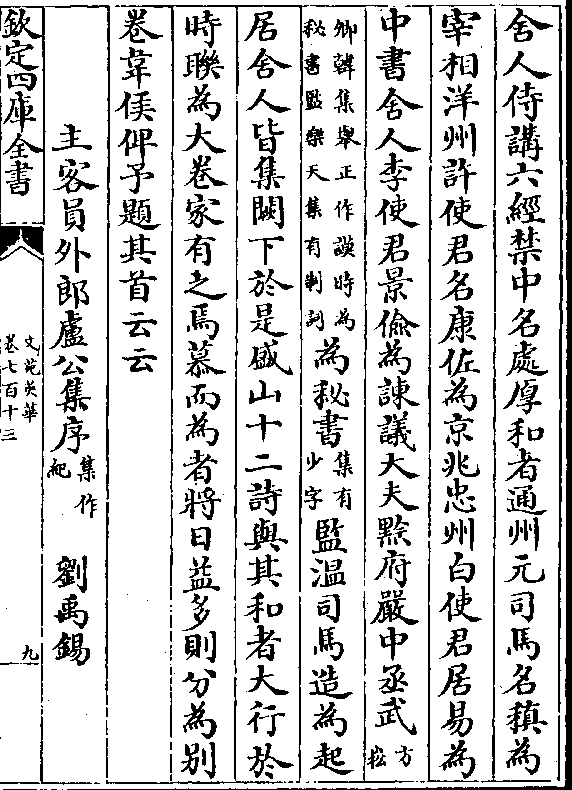 舍人侍講六經禁中名處厚和者通州元司馬名稹為
宰相洋州許使君名康佐為京兆忠州白使君居易為
中書舍人李使君景儉為諫議大夫黔府嚴中丞武方崧
卿韓集舉正作謨時為秘書監樂天集有制詞為秘書集有少字監温司馬造為起
居舍人皆集闕下於是盛山十二詩與其和者大行於
時聯為大卷家有之焉慕而為者將日益多則分為别
卷韋侯俾予題其首云云
主客員外郎盧公集序集作紀 劉禹錫
欽定四庫全書
文苑英華
卷七百十三
九